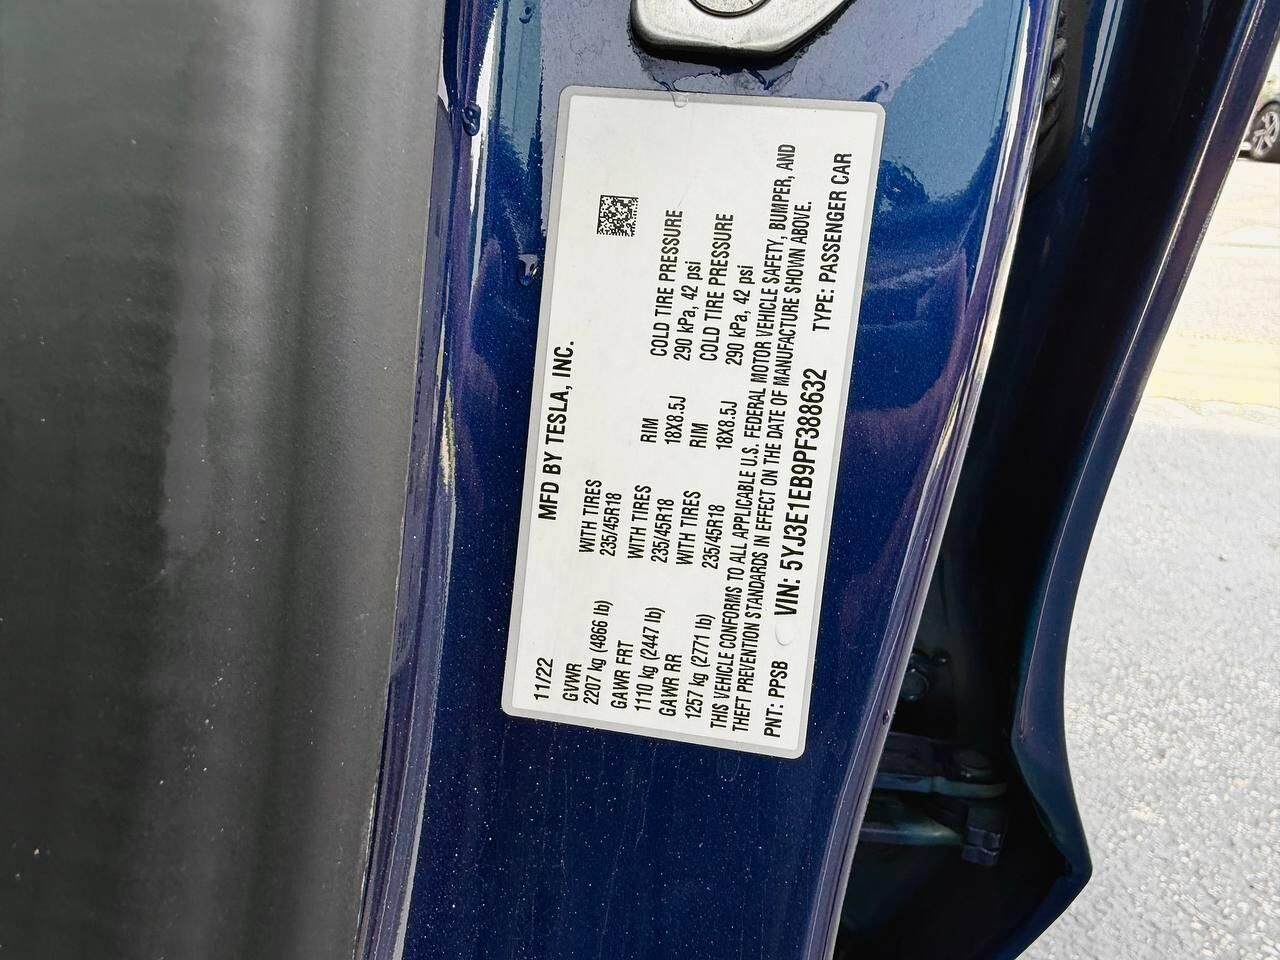 MFD BY TESLA, INC.
11/22
GVWR WITH TIRES RIM COLD TIRE PRESSURE
2207 kg (4866 lb) 235/45R18 18X8.5J 290 kPa, 42 psi
GAWR FRT WITH TIRES RIM COLD TIRE PRESSURE
1110 kg (2447 lb) 235/45R18 18X8.5J 290 kPa, 42 psi
GAWR RR WITH TIRES
1257 kg (2771 lb) 235/45R18
THIS VEHICLE CONFORMS TO ALL APPLICABLE U.S. FEDERAL MOTOR VEHICLE SAFETY, BUMPER, AND
THEFT PREVENTION STANDARDS IN EFFECT ON THE DATE OF MANUFACTURE SHOWN ABOVE.
PNT: PPSB VIN: 5YJ3E1EB9PF388632 TYPE: PASSENGER CAR